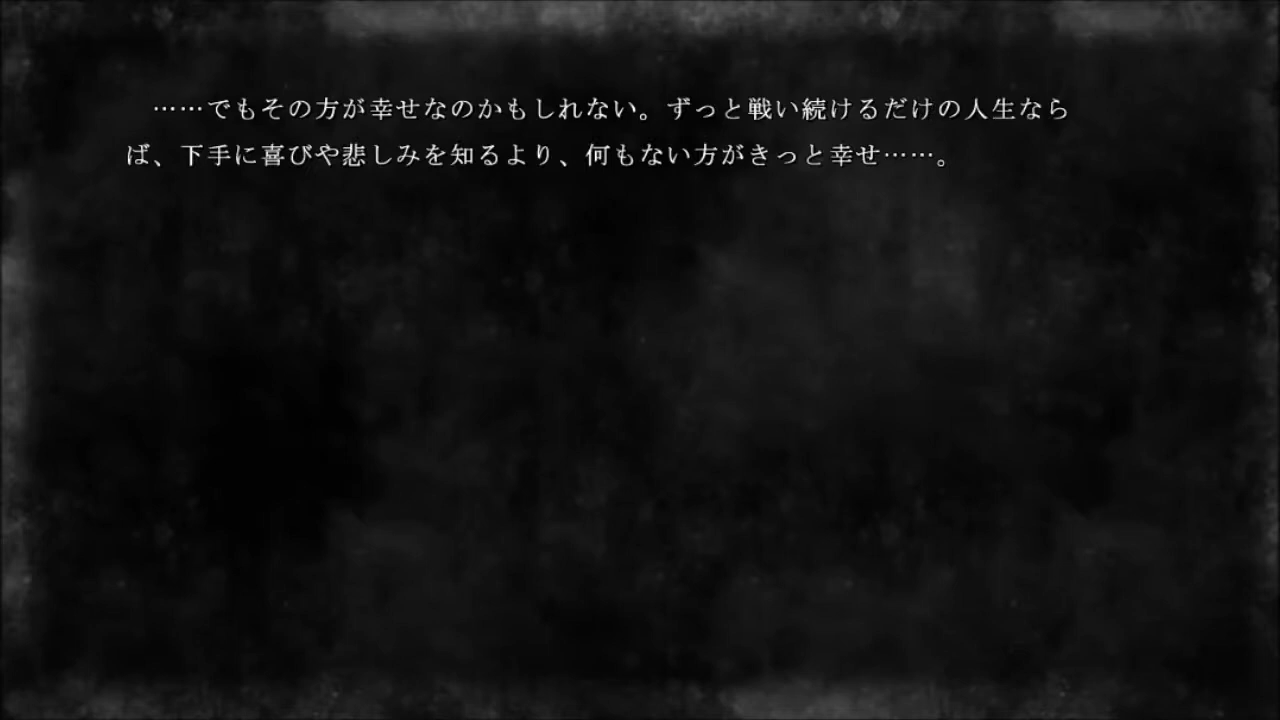 ……でもその方が幸せなのかもしれない。ずっと戦い続けるだけの人生なら
ば、下手に喜びや悲しみを知るより、何もない方がきっと幸せ……。